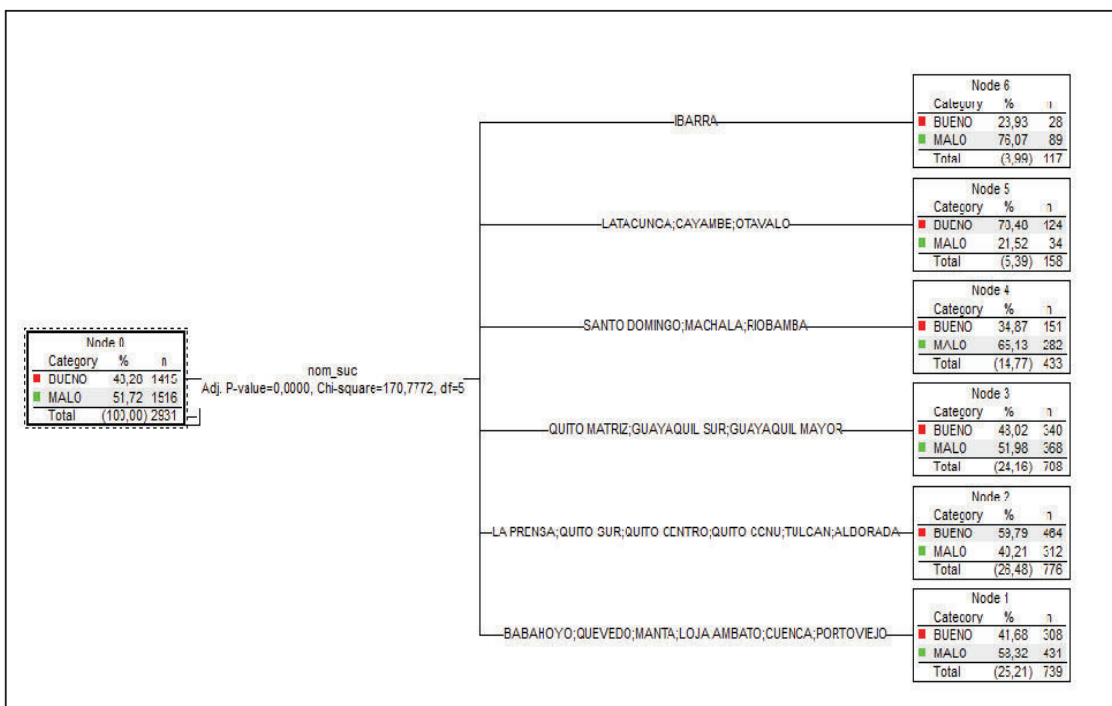 Node 6
Category % n
BUENO 23,93 28
MALO 76,07 89
Total (3,99) 117
IBARRA
Node 5
Category % n
BUENO 78,48 124
MALO 21,52 34
Total (5,39) 158
LATACUNGA;CAYAMBE;OTAVALO
Node 4
Category % n
BUENO 34,87 151
MALO 65,13 282
Total (14,77) 433
SANTO DOMINGO;MACHALA;RIOBAMBA
Node 0
Category % n
BUENO 48,28 1415
MALO 51,72 1516
Total (100,00) 2931
nom_suc
Adj. P-value=0,0000, Chi-square=170,7772, df=5
Node 3
Category % n
BUENO 48,02 340
MALO 51,98 368
Total (24,16) 708
QUITO MATRIZ;GUAYAQUIL SUR;GUAYAQUIL MAYOR
Node 2
Category % n
BUENO 59,79 464
MALO 40,21 312
Total (26,48) 776
LA PRENSA;QUITO SUR;QUITO CENTRO;QUITO CCNU;TULCAN;ALBORADA
Node 1
Category % n
BUENO 41,68 308
MALO 58,32 431
Total (25,21) 739
BABAHOYO;QUEVEDO;MANTA;LOJA AMBATO;CUENCA;PORTOVIEJO